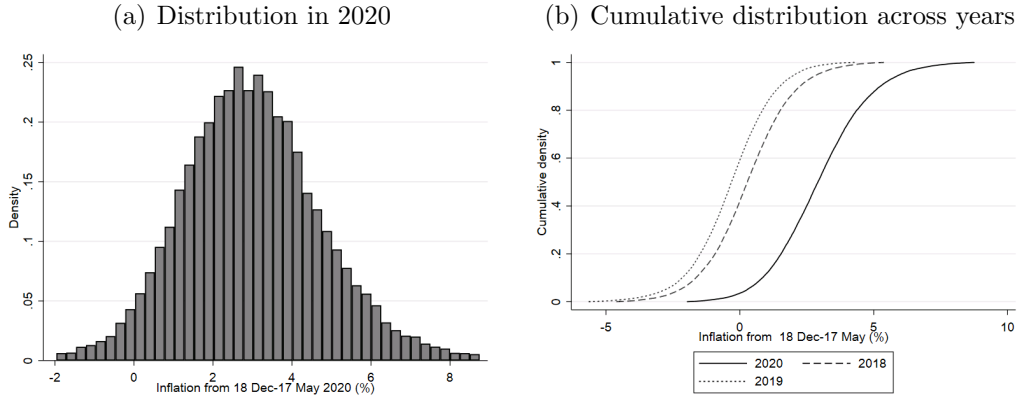 (a) Distribution in 2020
.25
.2
.15
.1
.05
0
Density
-2 0 2 4 6 8
Inflation from 18 Dec-17 May 2020 (%)
(b) Cumulative distribution across years
1
.8
.6
.4
.2
0
Cumulative density
-5 0 5 10
Inflation from 18 Dec-17 May (%)
2020 2018
2019